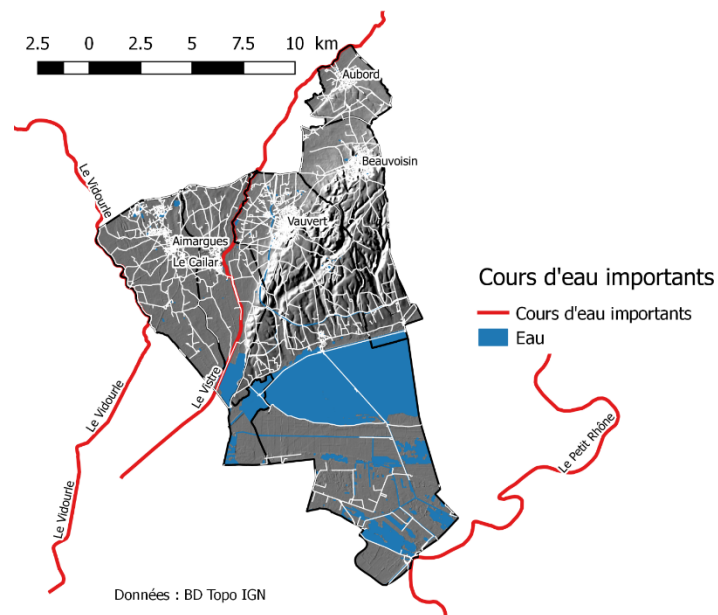 2.5 0 2.5 5 7.5 10 km
Aubord
Beauvoisin
Le Vidourle
Vauvert
Aimargues
Le Cailar
Cours d'eau importants
Cours d'eau importants
Eau
Le Vistre
Le Vidourle
Le Petit Rhône
Le Vidourle
Données : BD Topo IGN